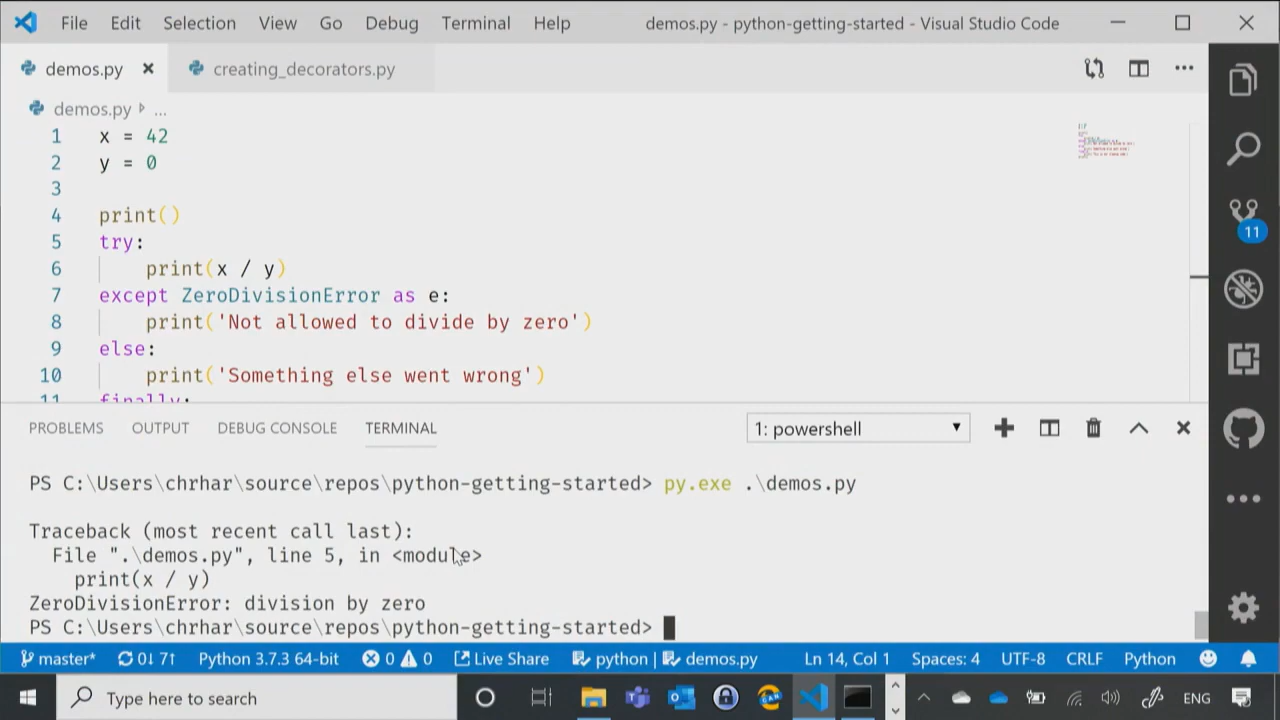 File Edit Selection View Go Debug Terminal Help demos.py - python-getting-started - Visual Studio Code
demos.py creating_decorators.py
demos.py ...
1 x = 42
2 y = 0
3
4 print()
5 try:
6 print(x / y)
7 except ZeroDivisionError as e:
8 print('Not allowed to divide by zero')
9 else:
10 print('Something else went wrong')
11 finally:
11
PROBLEMS OUTPUT DEBUG CONSOLE TERMINAL 1: powershell
PS C:\Users\chrhar\source\repos\python-getting-started> py.exe .\demos.py
Traceback (most recent call last):
File ".\demos.py", line 5, in <module>
print(x / y)
ZeroDivisionError: division by zero
PS C:\Users\chrhar\source\repos\python-getting-started>
master* 0↓ 7↑ Python 3.7.3 64-bit 0 0 Live Share python | demos.py Ln 14, Col 1 Spaces: 4 UTF-8 CRLF Python
Type here to search ENG